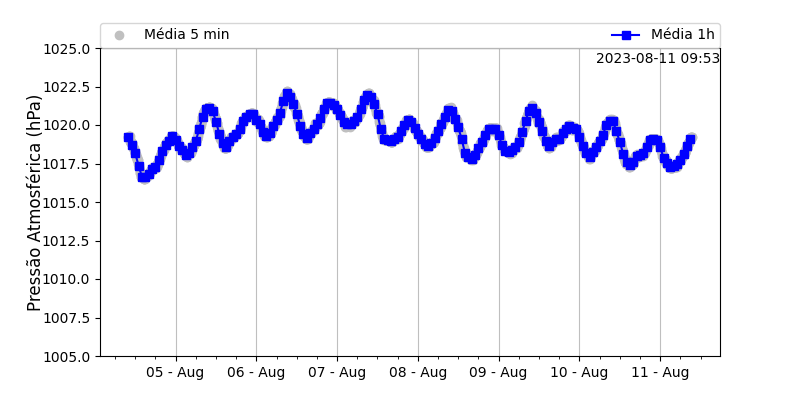 Média 5 min
Média 1h
2023-08-11 09:53
Pressão Atmosférica (hPa)
1025.0
1022.5
1020.0
1017.5
1015.0
1012.5
1010.0
1007.5
1005.0
05 - Aug
06 - Aug
07 - Aug
08 - Aug
09 - Aug
10 - Aug
11 - Aug